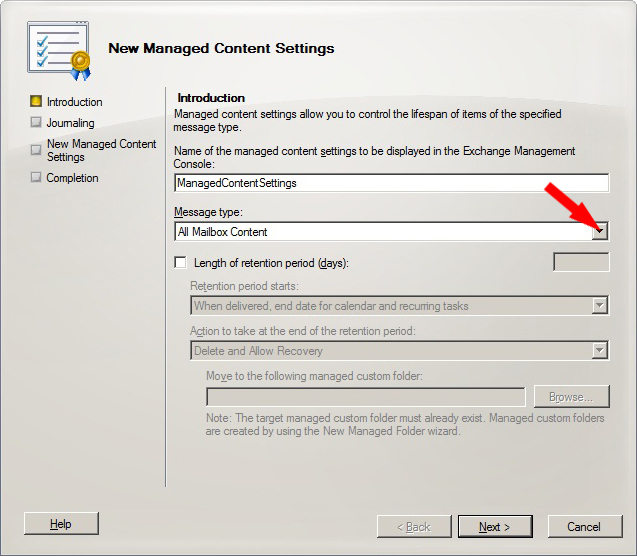 New Managed Content Settings
Introduction
Journaling
New Managed Content
Settings
Completion
Introduction
Managed content settings allow you to control the lifespan of items of the specified
message type.
Name of the managed content settings to be displayed in the Exchange Management
Console:
ManagedContentSettings
Message type:
All Mailbox Content
Length of retention period (days):
Retention period starts:
When delivered, end date for calendar and recurring tasks
Action to take at the end of the retention period:
Delete and Allow Recovery
Move to the following managed custom folder:
Browse...
Note: The target managed custom folder must already exist. Managed custom folders
are created by using the New Managed Folder wizard.
Help
< Back
Next >
Cancel